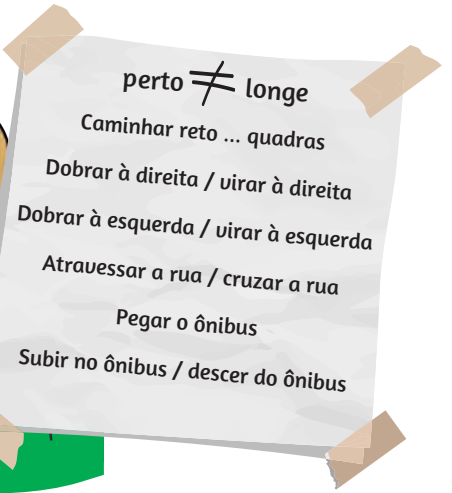 perto ≠ longe
Caminhar reto ... quadras
Dobrar à direita / virar à direita
Dobrar à esquerda / virar à esquerda
Atravessar a rua / cruzar a rua
Pegar o ônibus
Subir no ônibus / descer do ônibus